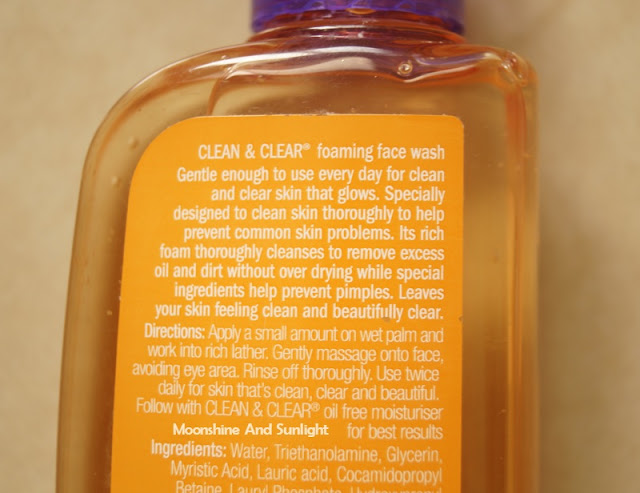 CLEAN & CLEAR® foaming face wash
Gentle enough to use every day for clean
and clear skin that glows. Specially
designed to clean skin thoroughly to help
prevent common skin problems. Its rich
foam thoroughly cleanses to remove excess
oil and dirt without over drying while special
ingredients help prevent pimples. Leaves
your skin feeling clean and beautifully clear.
Directions: Apply a small amount on wet palm and
work into rich lather. Gently massage onto face,
avoiding eye area. Rinse off thoroughly. Use twice
daily for skin that's clean, clear and beautiful.
Follow with CLEAN & CLEAR® oil free moisturiser
Moonshine And Sunlight for best results
Ingredients: Water, Triethanolamine, Glycerin,
Myristic Acid, Lauric acid, Cocamidopropyl
Betaine, Lauryl Phosphate,